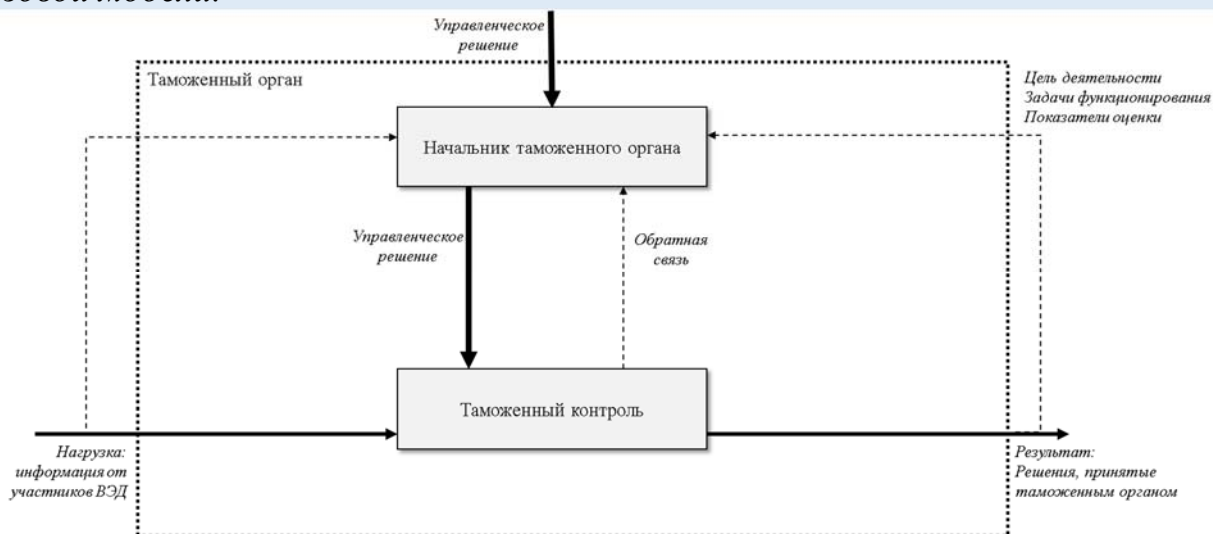 Управленческое
решение
Таможенный орган
Цель деятельности
Задачи функционирования
Показатели оценки
Начальник таможенного органа
Управленческое
решение
Обратная
связь
Таможенный контроль
Нагрузка:
информация от
участников ВЭД
Результат:
Решения, принятые
таможенным органом